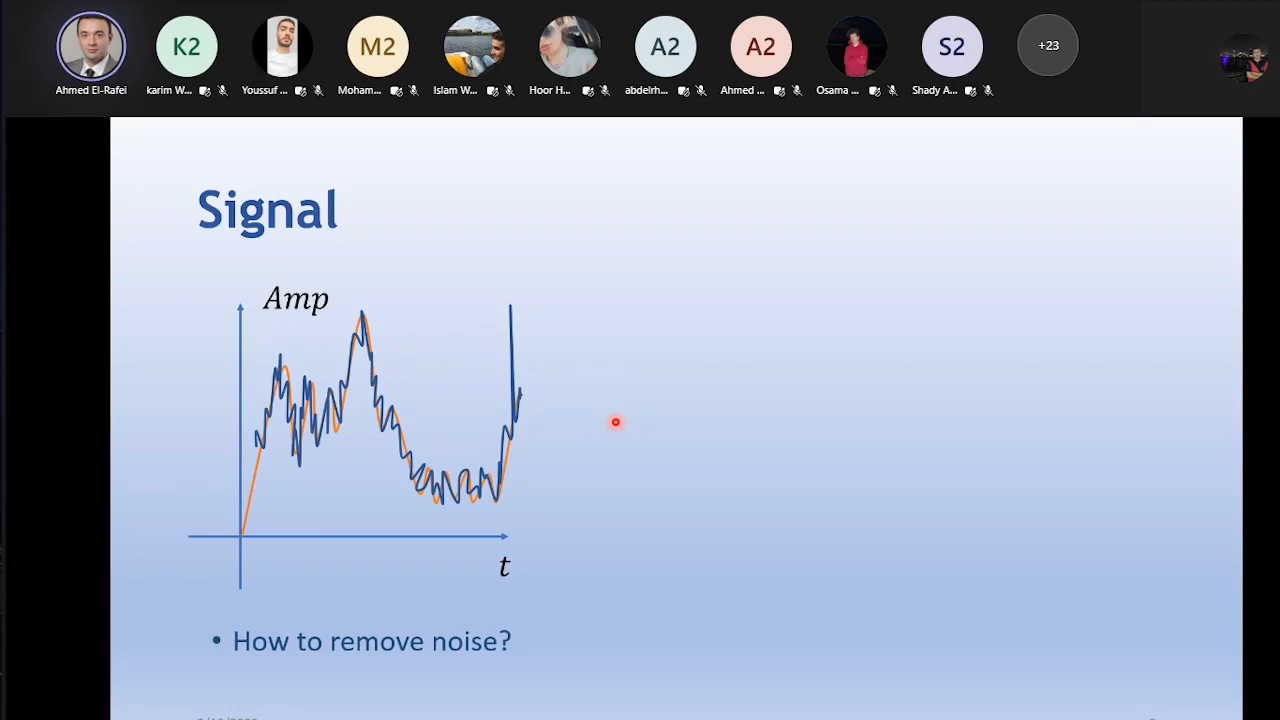 K2
M2
A2
A2
S2
+23
Ahmed El-Rafei
karim W...
Youssuf ...
Moham...
Islam W...
Hoor H...
abdelrh...
Ahmed ...
Osama ...
Shady A...
Signal
Amp
t
• How to remove noise?